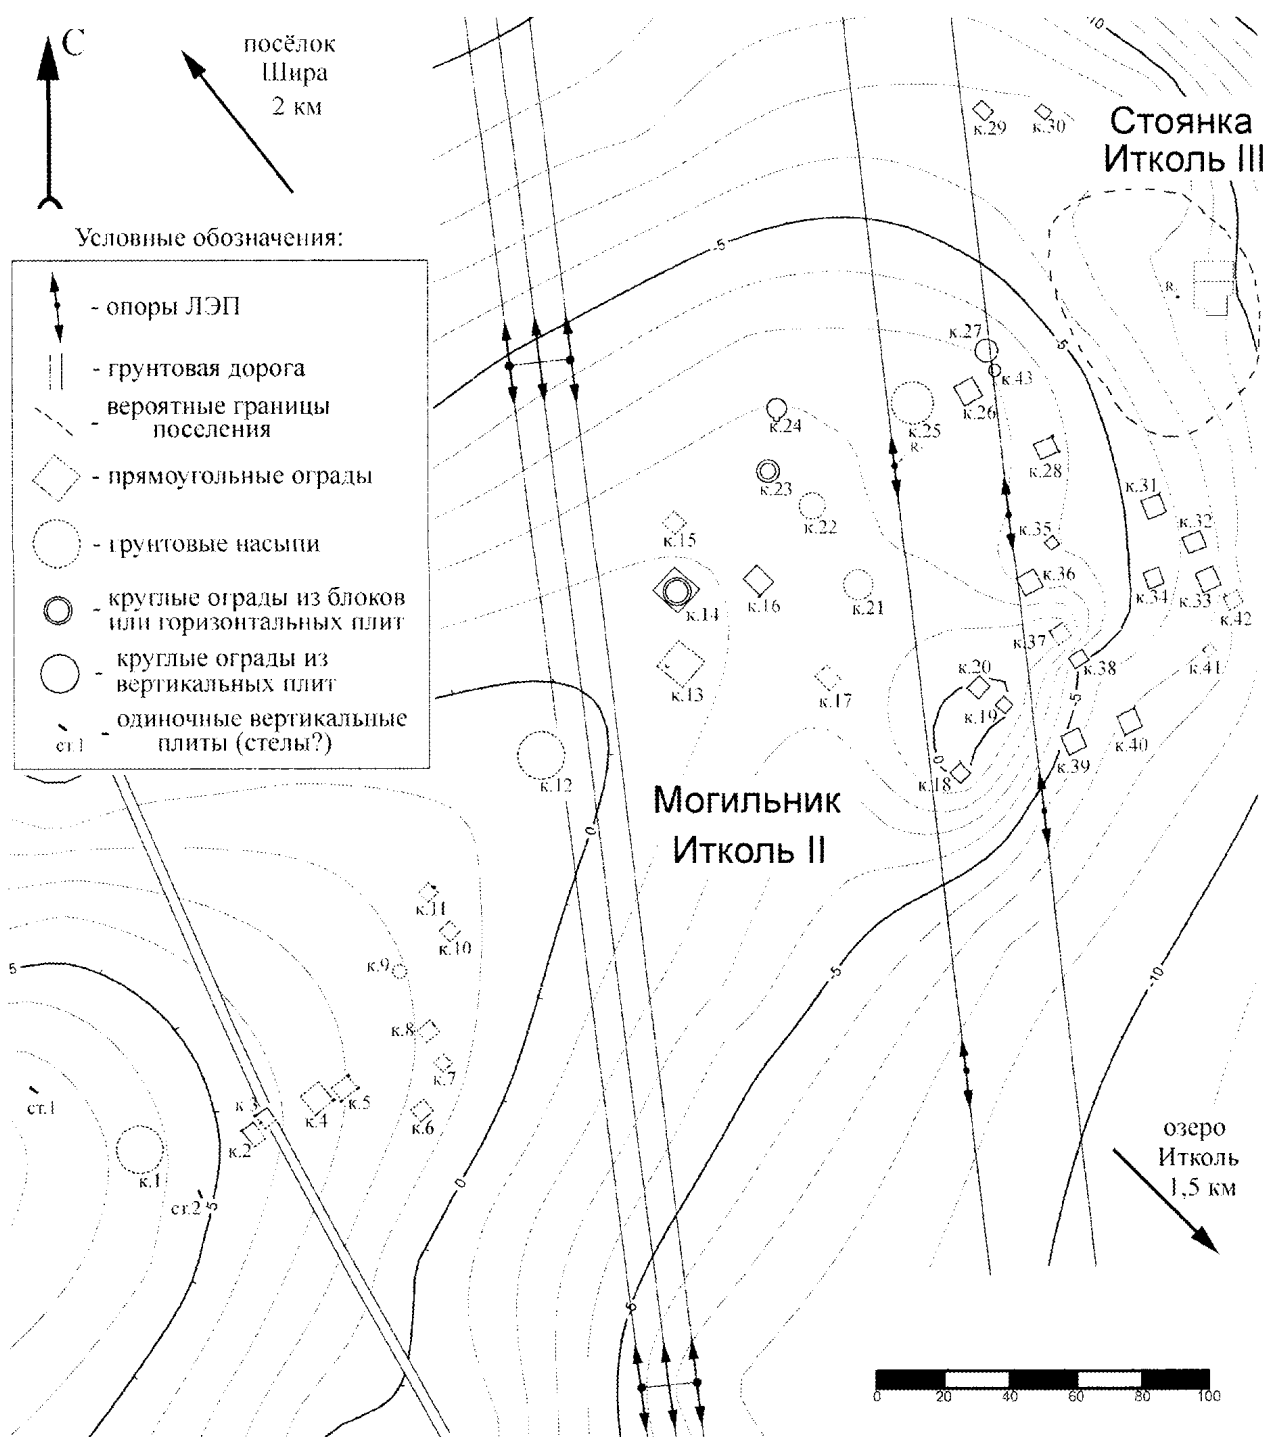 С
посёлок
Шира
2 км
Стоянка
Итколь III
Условные обозначения:
- опоры ЛЭП
- грунтовая дорога
- вероятные границы
поселения
- прямоугольные ограды
- грунтовые насыпи
- круглые ограды из блоков
или горизонтальных плит
- круглые ограды из
вертикальных плит
ст.1
- одиночные вертикальные
плиты (стелы?)
-10
к.29
к.30
-5
R.
к.27
5
к.43
к.26
к.24
к.25
R.
к.28
к.23
к.31
к.22
к.32
к.15
к.35
к.36
к.14
к.16
к.21
к.34
к.33
к.42
к.37
к.38
к.41
к.13
к.17
к.20
к.19
-5
к.40
к.39
0
к.18
к.12
Могильник
Итколь II
0
к.11
к.10
к.9
5
-5
-10
к.8
к.7
ст.1
к.3
к.4
к.5
к.6
к.2
к.1
ст.2
5
0
озеро
Итколь
1,5 км
0
20
40
60
80
100